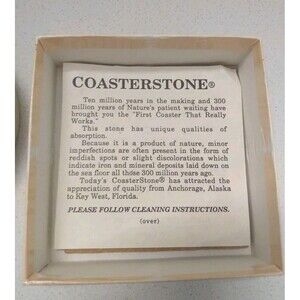 COASTERSTONE®
Ten million years in the making and 300
million years of Nature's patient waiting have
brought you the "First Coaster That Really
Works."
This stone has unique qualities of
absorption.
Because it is a product of nature, minor
imperfections are often present in the form of
reddish spots or slight discolorations which
indicate iron and mineral deposits laid down on
the sea floor all those 300 million years ago.
Today's CoasterStone® has attracted the
appreciation of quality from Anchorage, Alaska
to Key West, Florida.
PLEASE FOLLOW CLEANING INSTRUCTIONS.
(over)